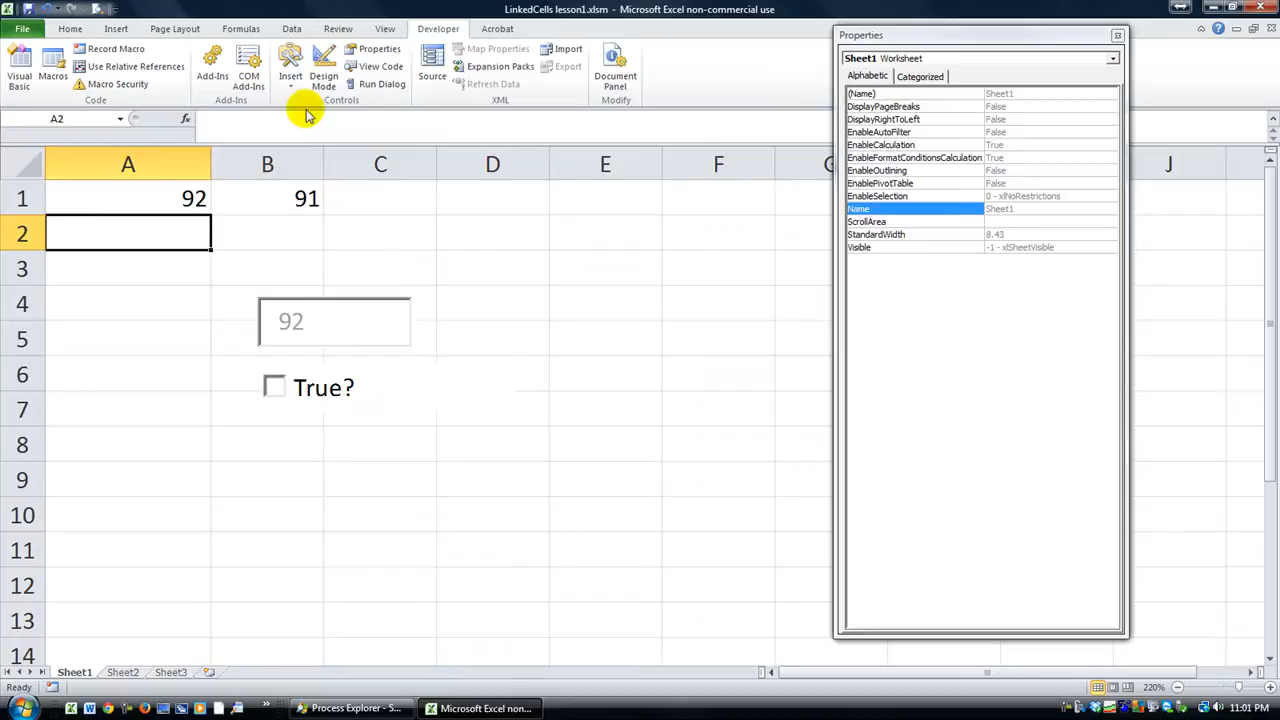 LinkedCells lesson1.xlsm - Microsoft Excel non-commercial use
File Home Insert Page Layout Formulas Data Review View Developer Acrobat
Visual Basic
Macros
Record Macro
Use Relative References
Macro Security
Code
Add-Ins
COM Add-Ins
Add-Ins
Insert
Design Mode
Properties
View Code
Run Dialog
Controls
Source
Map Properties
Expansion Packs
Refresh Data
Import
Export
XML
Document Panel
Modify
A2
fx
A B C D E F G J
1 92 91
2
3
4
5
6
7
8
9
10
11
12
13
14
92
True?
Properties
Sheet1 Worksheet
Alphabetic Categorized
(Name) Sheet1
DisplayPageBreaks False
DisplayRightToLeft False
EnableAutoFilter False
EnableCalculation True
EnableFormatConditionsCalculation True
EnableOutlining False
EnablePivotTable False
EnableSelection 0 - xlNoRestrictions
Name Sheet1
ScrollArea
StandardWidth 8.43
Visible -1 - xlSheetVisible
Sheet1 Sheet2 Sheet3
Ready
220%
Process Explorer - S...
Microsoft Excel non-...
11:01 PM